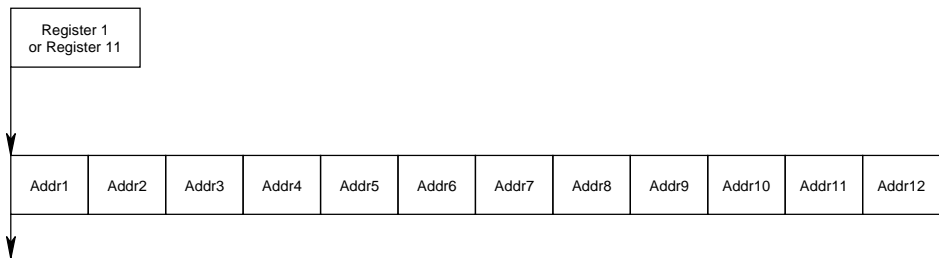 Register 1
or Register 11
Addr1 Addr2 Addr3 Addr4 Addr5 Addr6 Addr7 Addr8 Addr9 Addr10 Addr11 Addr12